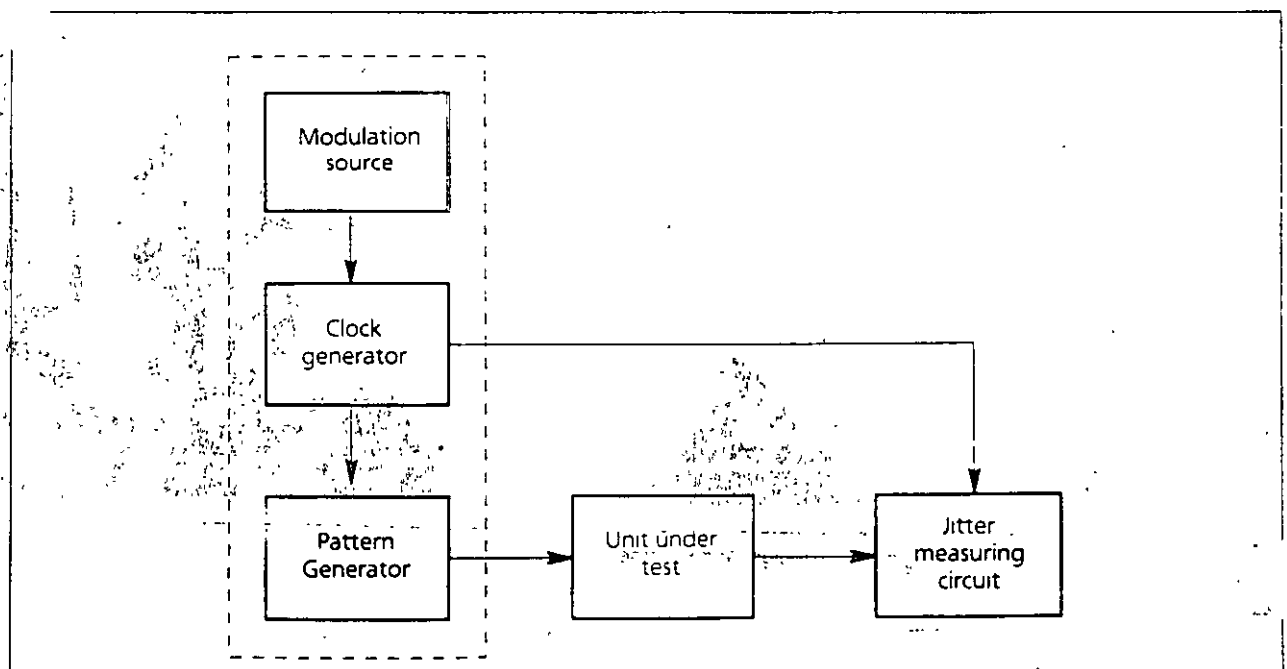 Modulation
source
Clock
generator
Pattern
Generator
Unit under
test
Jitter
measuring
circuit